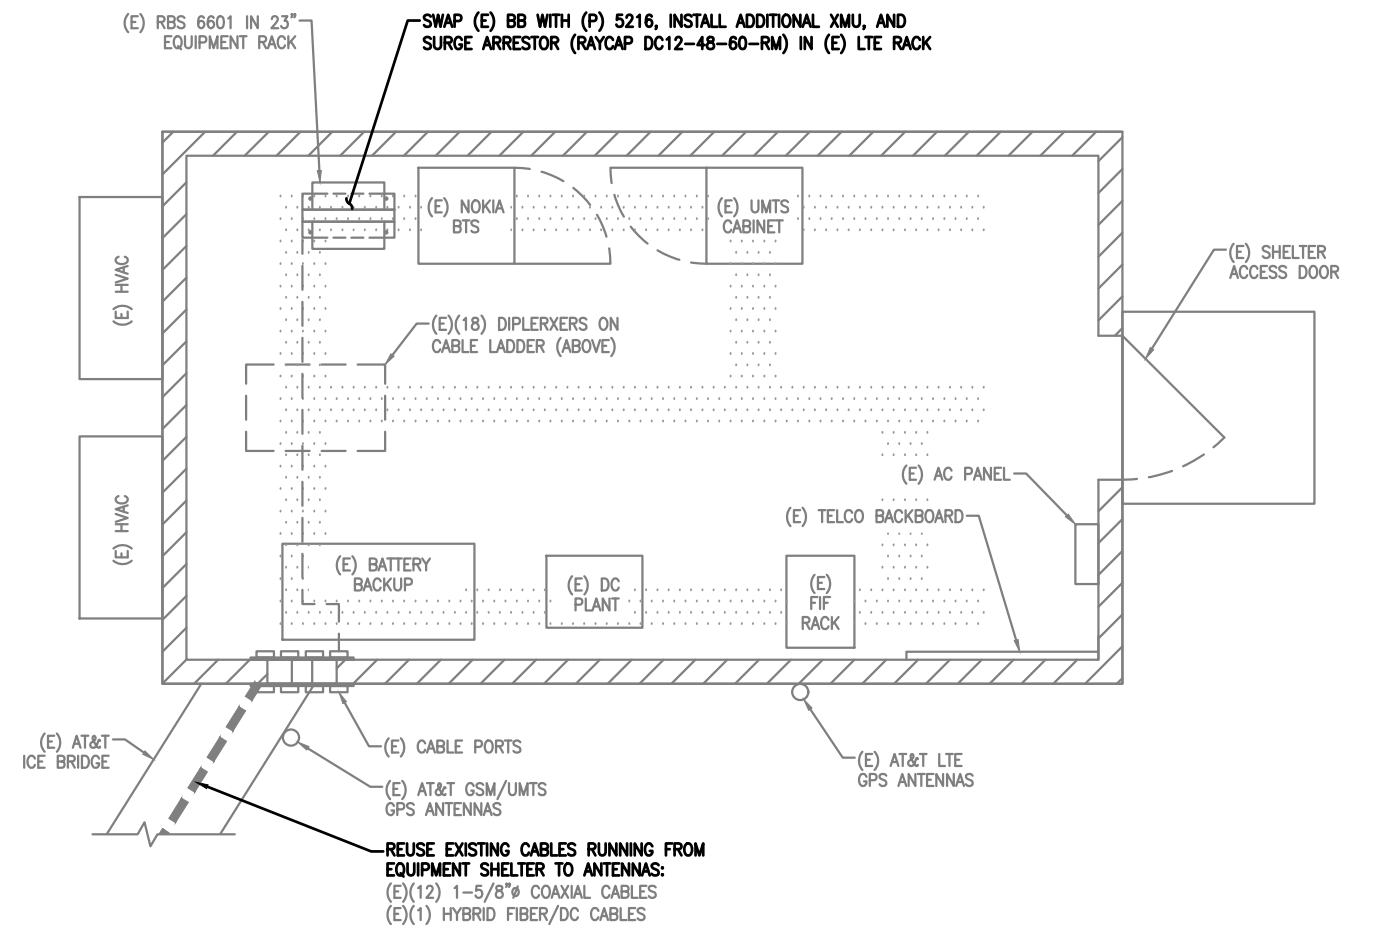 (E) RBS 6601 IN 23"
EQUIPMENT RACK
SWAP (E) BB WITH (P) 5216, INSTALL ADDITIONAL XMU, AND
SURGE ARRESTOR (RAYCAP DC12-48-60-RM) IN (E) LTE RACK
(E) NOKIA
BTS
(E) UMTS
CABINET
(E) SHELTER
ACCESS DOOR
(E) HVAC
(E)(18) DIPLERXERS ON
CABLE LADDER (ABOVE)
(E) AC PANEL
(E) TELCO BACKBOARD
(E) HVAC
(E) BATTERY
BACKUP
(E) DC
PLANT
(E)
FIF
RACK
(E) AT&T
ICE BRIDGE
(E) CABLE PORTS
(E) AT&T LTE
GPS ANTENNAS
(E) AT&T GSM/UMTS
GPS ANTENNAS
REUSE EXISTING CABLES RUNNING FROM
EQUIPMENT SHELTER TO ANTENNAS:
(E)(12) 1-5/8"ø COAXIAL CABLES
(E)(1) HYBRID FIBER/DC CABLES